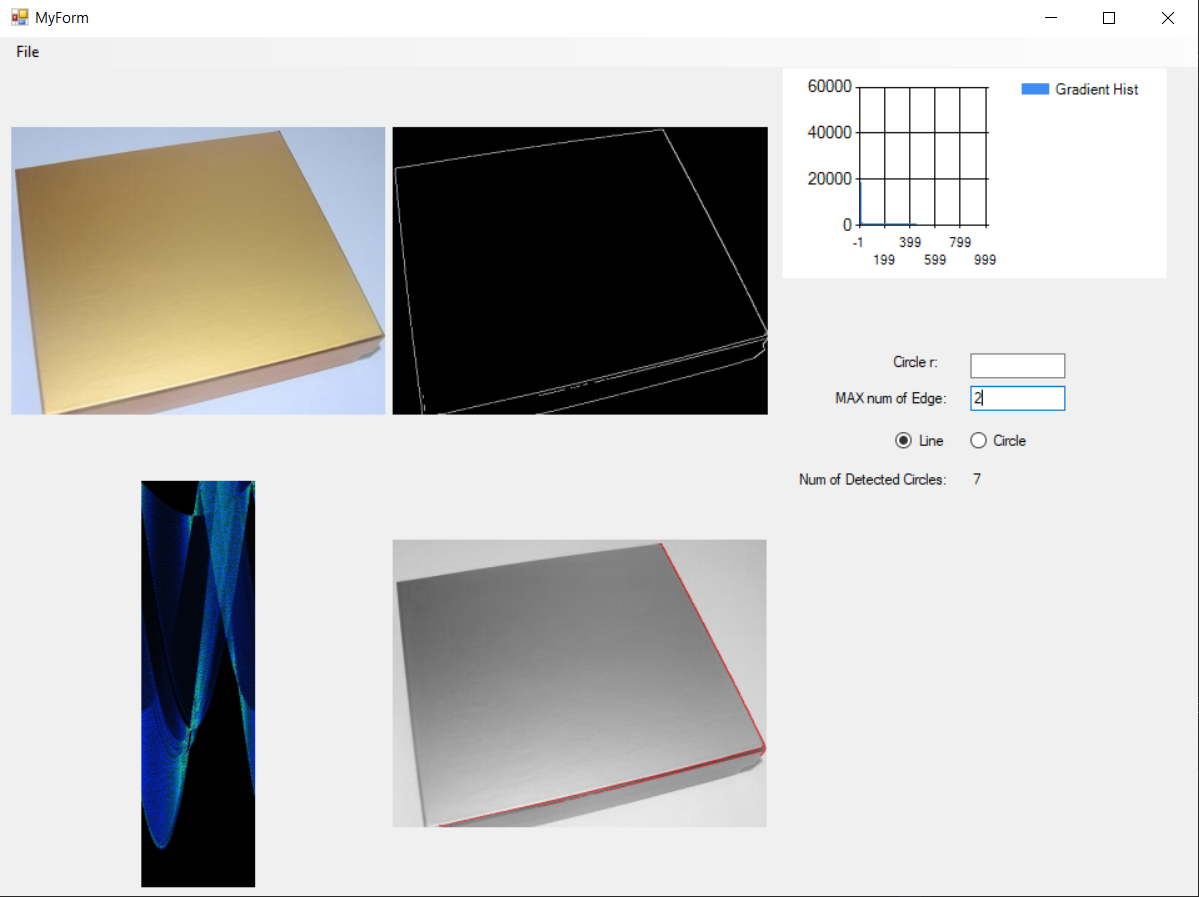 MyForm
File
60000
40000
20000
0
-1 399 799
199 599 999
Gradient Hist
Circle r:
MAX num of Edge: 2
Line Circle
Num of Detected Circles: 7